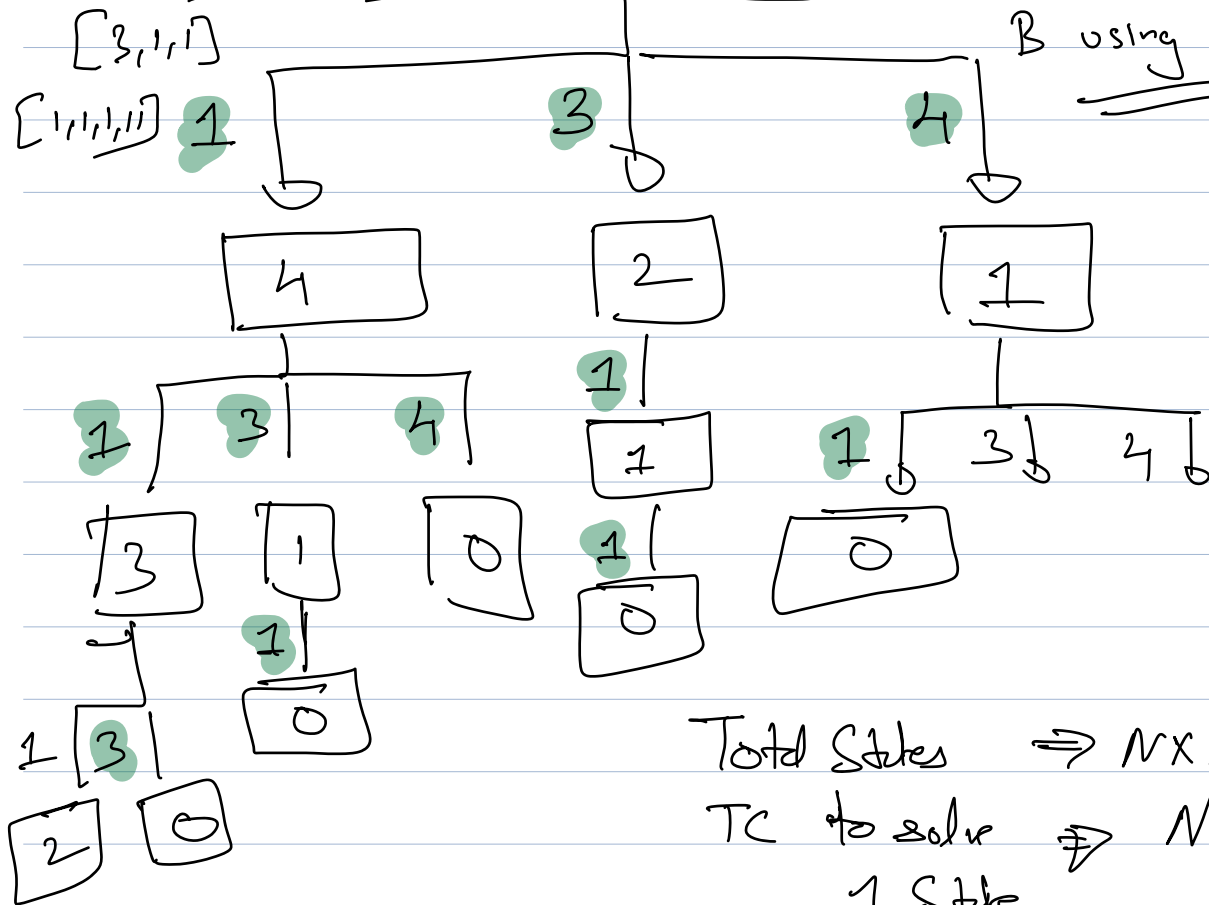 [3,1,1]
B using
[1,1,1,1,1] 1 3 4
4 2 1
1
1 3 4 1 1 3 4
3 1 0 1 0
1 0
0
1 3
2 0
Total States ⇒ NX
TC to solve ⇒ N
1 State